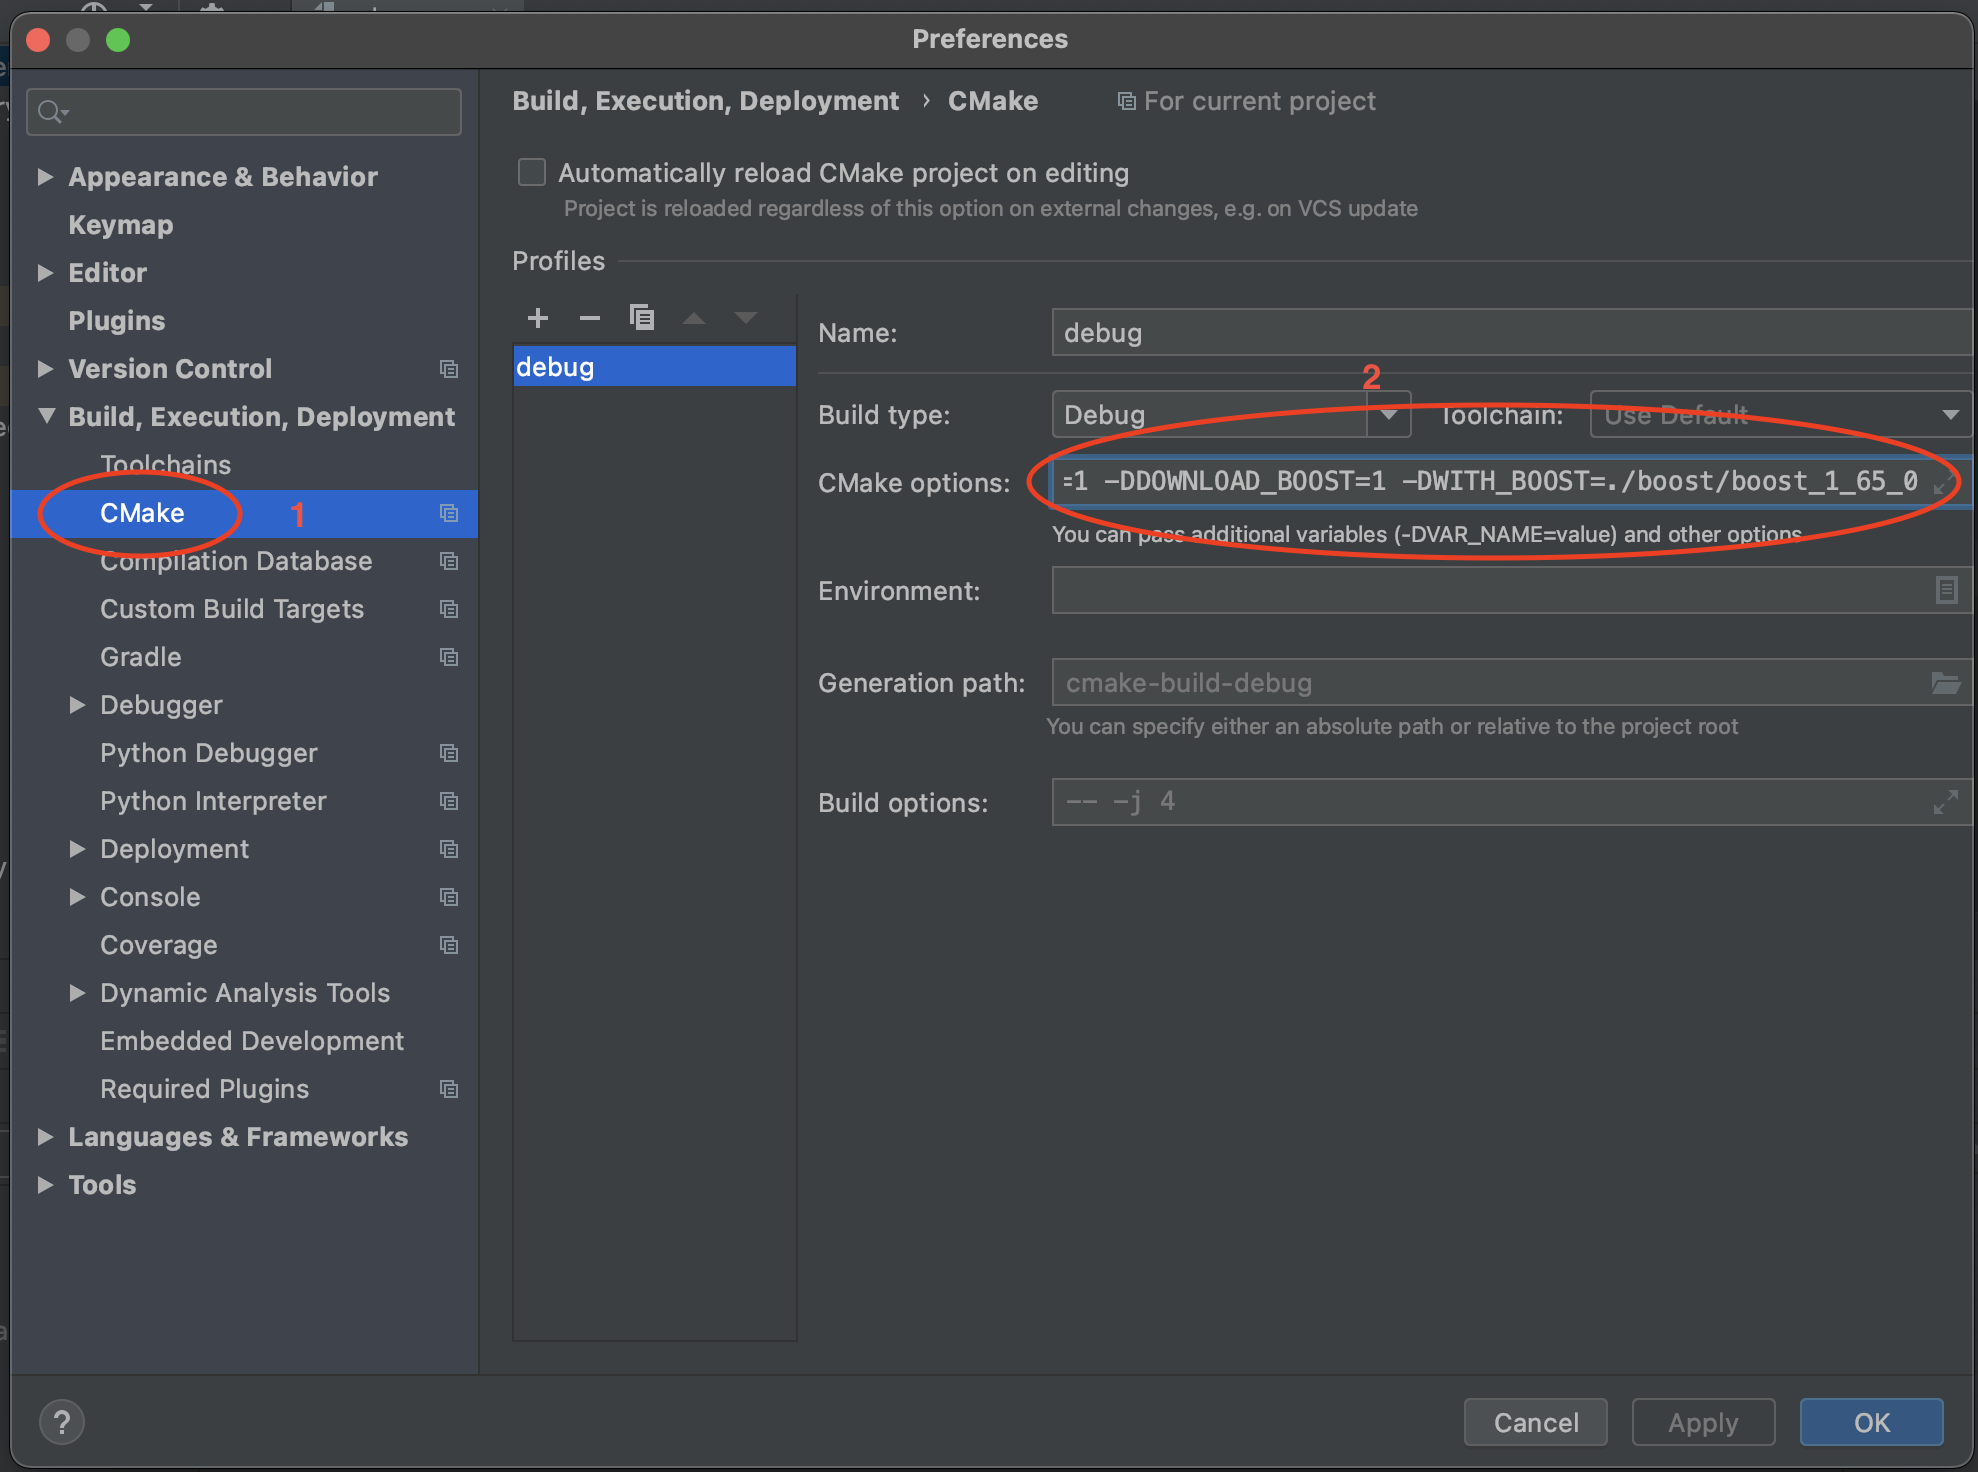 Preferences
Build, Execution, Deployment › CMake For current project
Appearance & Behavior
Keymap
Editor
Plugins
Version Control
Build, Execution, Deployment
Toolchains
CMake 1
Compilation Database
Custom Build Targets
Gradle
Debugger
Python Debugger
Python Interpreter
Deployment
Console
Coverage
Dynamic Analysis Tools
Embedded Development
Required Plugins
Languages & Frameworks
Tools
Automatically reload CMake project on editing
Project is reloaded regardless of this option on external changes, e.g. on VCS update
Profiles
debug
Name: debug
2
Build type: Debug Toolchain: Use Default
CMake options: =1 -DDOWNLOAD_BOOST=1 -DWITH_BOOST=./boost/boost_1_65_0
You can pass additional variables (-DVAR_NAME=value) and other options
Environment:
Generation path: cmake-build-debug
You can specify either an absolute path or relative to the project root
Build options: -- -j 4
? Cancel Apply OK